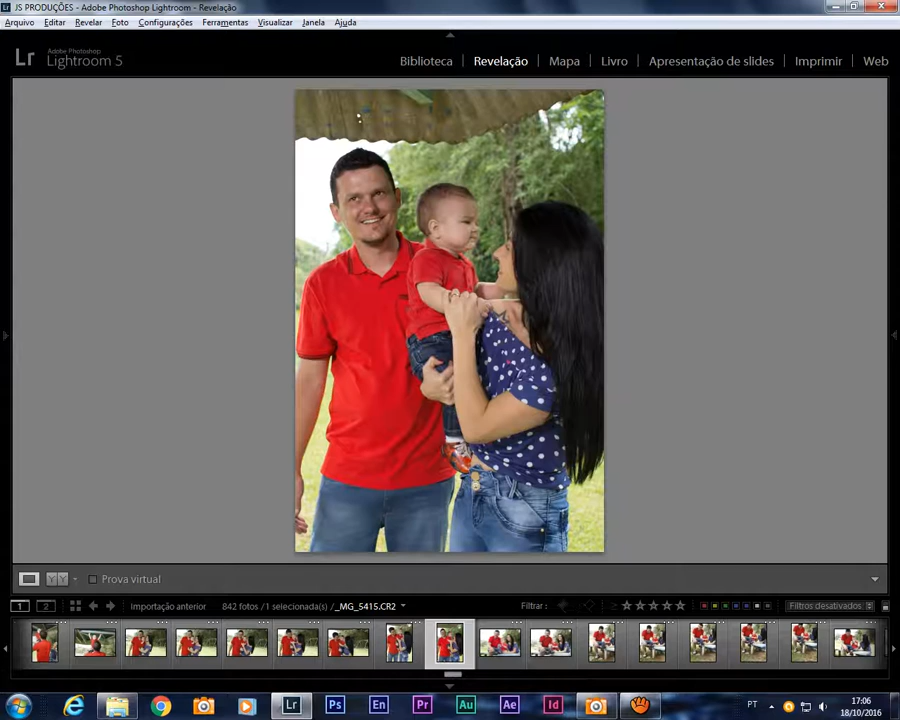 JS PRODUÇÕES - Adobe Photoshop Lightroom - Revelação
Arquivo Editar Revelar Foto Configurações Ferramentas Visualizar Janela Ajuda
Lr Adobe Photoshop
Lightroom 5
Biblioteca | Revelação | Mapa | Livro | Apresentação de slides | Imprimir | Web
YY Prova virtual
1 2 Importação anterior 842 fotos /1 selecionada(s) /_MG_5415.CR2 Filtrar : Filtros desativados
Lr Ps En Pr Au Ae Id PT 17:06
18/10/2016